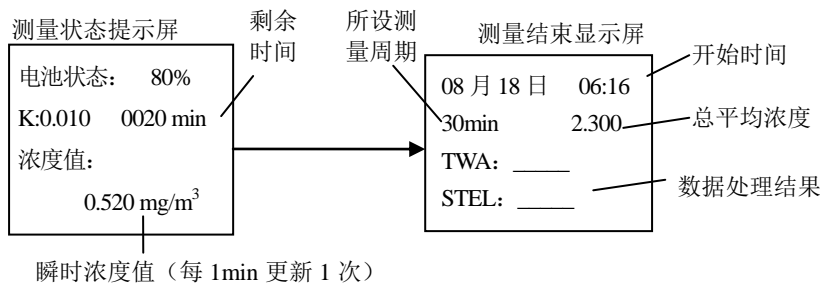 测量状态提示屏
剩余
时间
电池状态： 80%
K:0.010 0020 min
浓度值：
0.520 mg/m³
瞬时浓度值（每 1min 更新 1 次）
所设测
量周期
测量结束显示屏
08 月 18 日 06:16
30min 2.300
TWA：_____
STEL：_____
开始时间
总平均浓度
数据处理结果